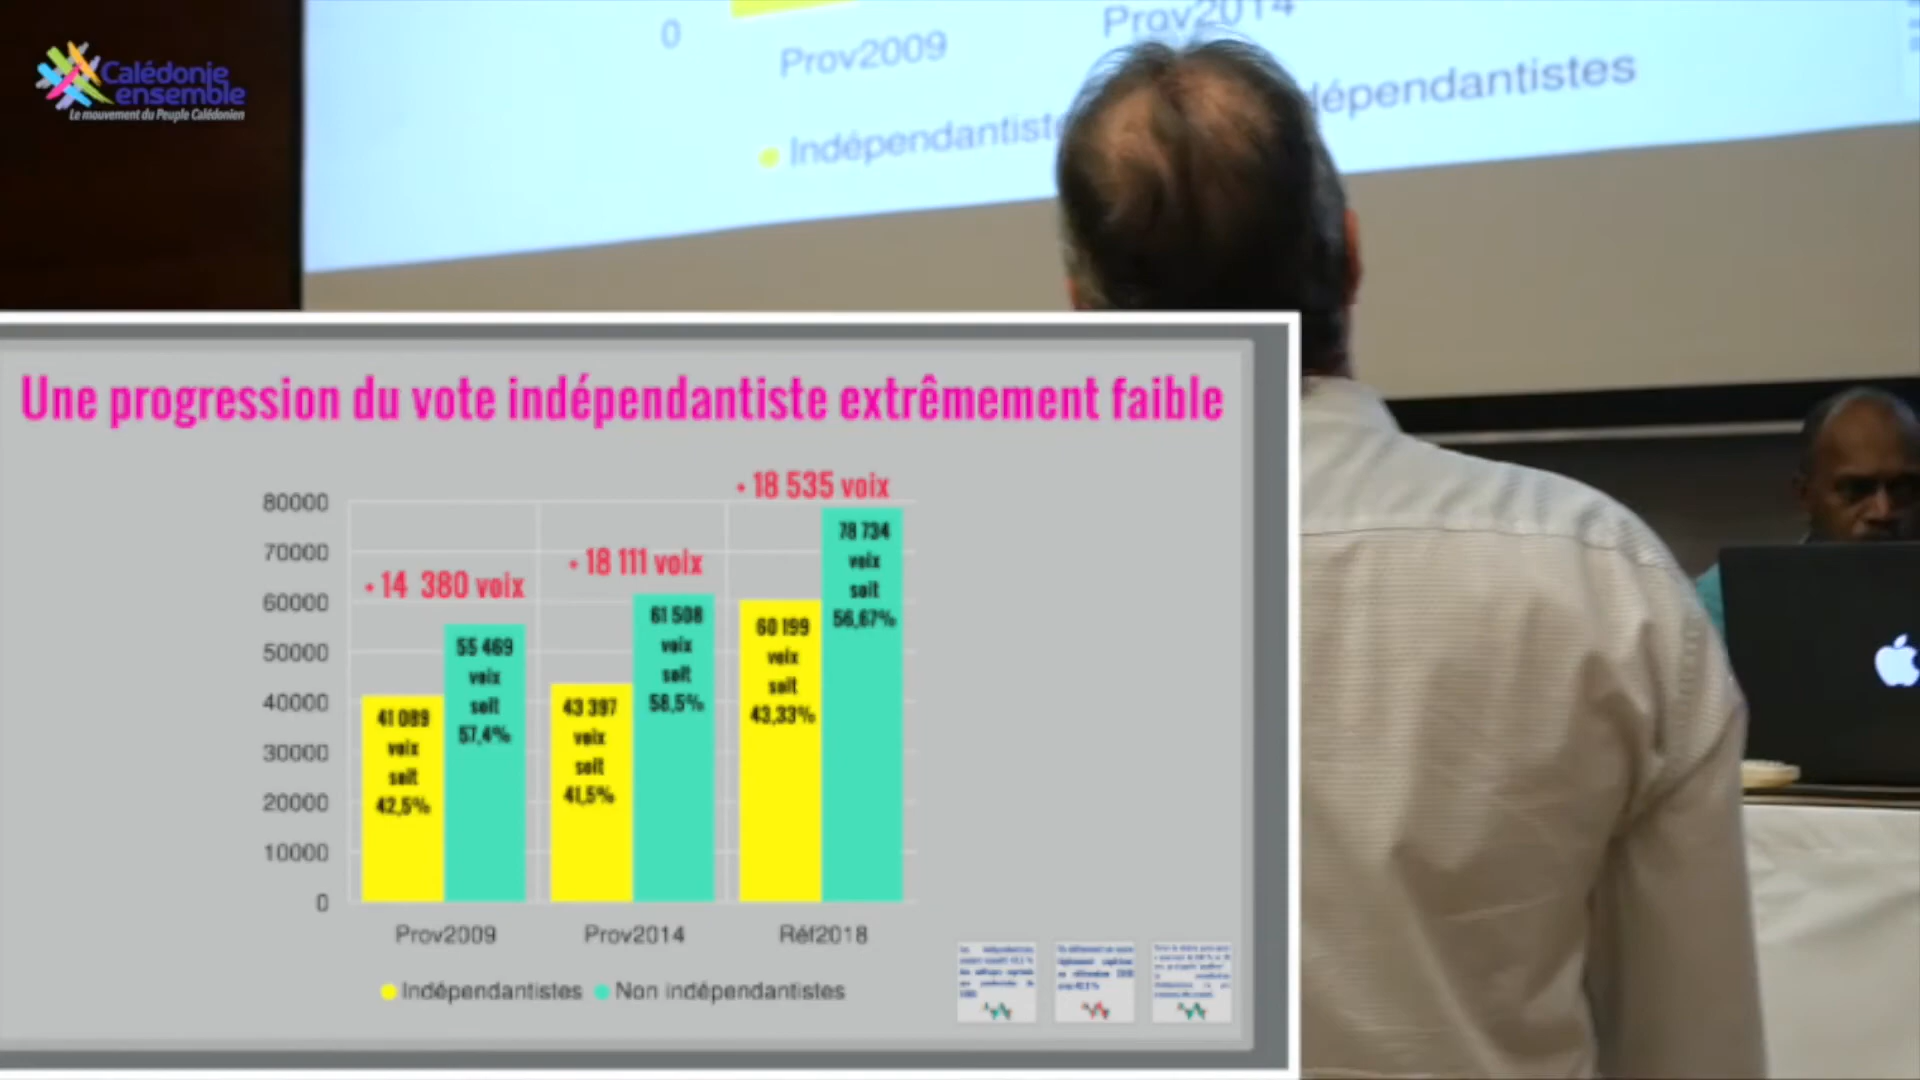 Calédonie
ensemble
Le mouvement du Peuple Calédonien
0
Prov2009
Prov2014
Indépendantistes
dépendantistes
Une progression du vote indépendantiste extrêmement faible
80000
70000
60000
50000
40000
30000
20000
10000
0
+ 14 380 voix
+ 18 111 voix
+ 18 535 voix
41 089
voix
soit
42,5%
55 469
voix
soit
57,4%
43 397
voix
soit
41,5%
61 508
voix
soit
58,5%
60 199
voix
soit
43,33%
78 734
voix
soit
56,67%
Prov2009
Prov2014
Réf2018
Indépendantistes
Non indépendantistes